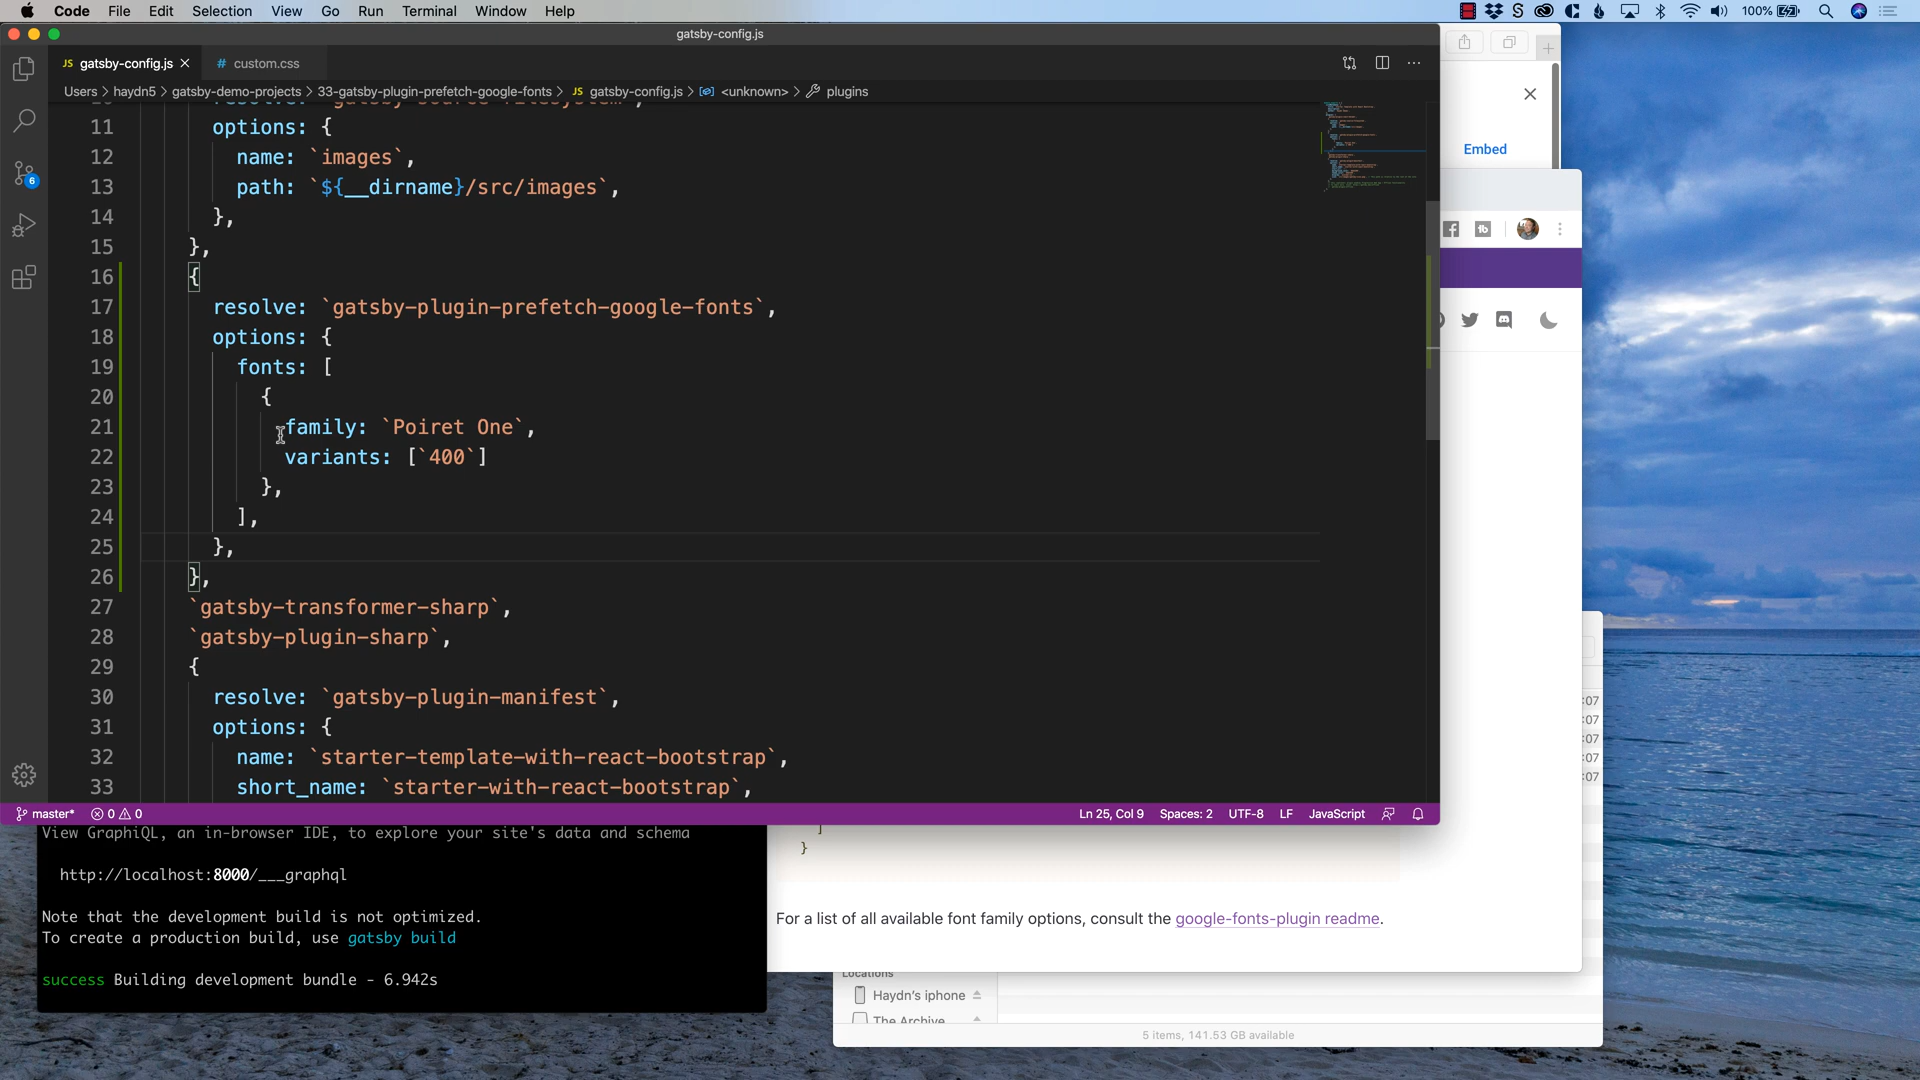 Code File Edit Selection View Go Run Terminal Window Help
100%
gatsby-config.js
JS gatsby-config.js
# custom.css
Users > haydn5 > gatsby-demo-projects > 33-gatsby-plugin-prefetch-google-fonts > JS gatsby-config.js > <unknown> > plugins
11 options: {
12 name: `images`,
13 path: `${__dirname}/src/images`,
14 },
15 },
16 {
17 resolve: `gatsby-plugin-prefetch-google-fonts`,
18 options: {
19 fonts: [
20 {
21 family: `Poiret One`,
22 variants: [`400`]
23 },
24 ],
25 },
26 },
27 `gatsby-transformer-sharp`,
28 `gatsby-plugin-sharp`,
29 {
30 resolve: `gatsby-plugin-manifest`,
31 options: {
32 name: `starter-template-with-react-bootstrap`,
33 short_name: `starter-with-react-bootstrap`,
6
master* 0 0
Ln 25, Col 9 Spaces: 2 UTF-8 LF JavaScript
Embed
View GraphiQL, an in-browser IDE, to explore your site's data and schema
http://localhost:8000/___graphql
Note that the development build is not optimized.
To create a production build, use gatsby build
success Building development bundle - 6.942s
]
}
For a list of all available font family options, consult the google-fonts-plugin readme.
:07
:07
:07
:07
:07
Locations
Haydn's iphone
The Archive
5 items, 141.53 GB available